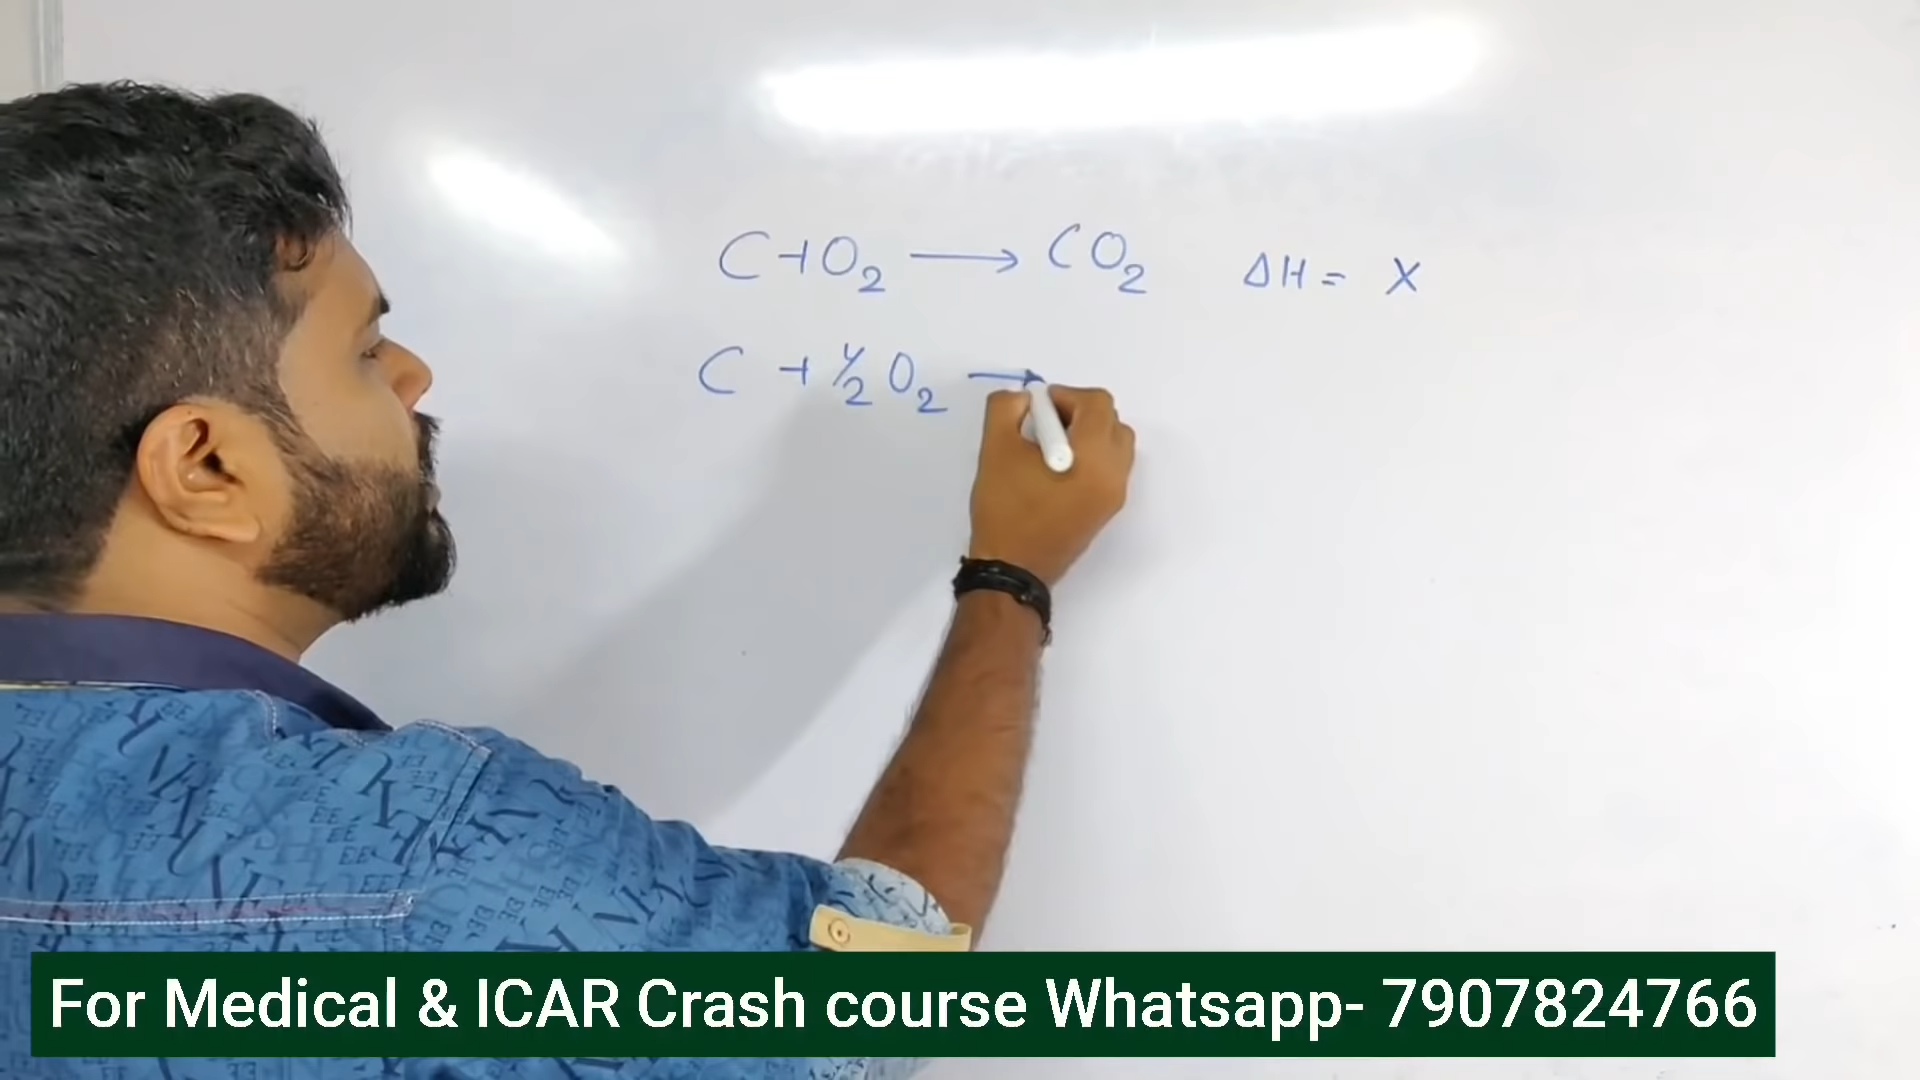 C + O₂ ⟶ CO₂ ΔH = X
C + ½ O₂ ⟶
For Medical & ICAR Crash course Whatsapp- 7907824766